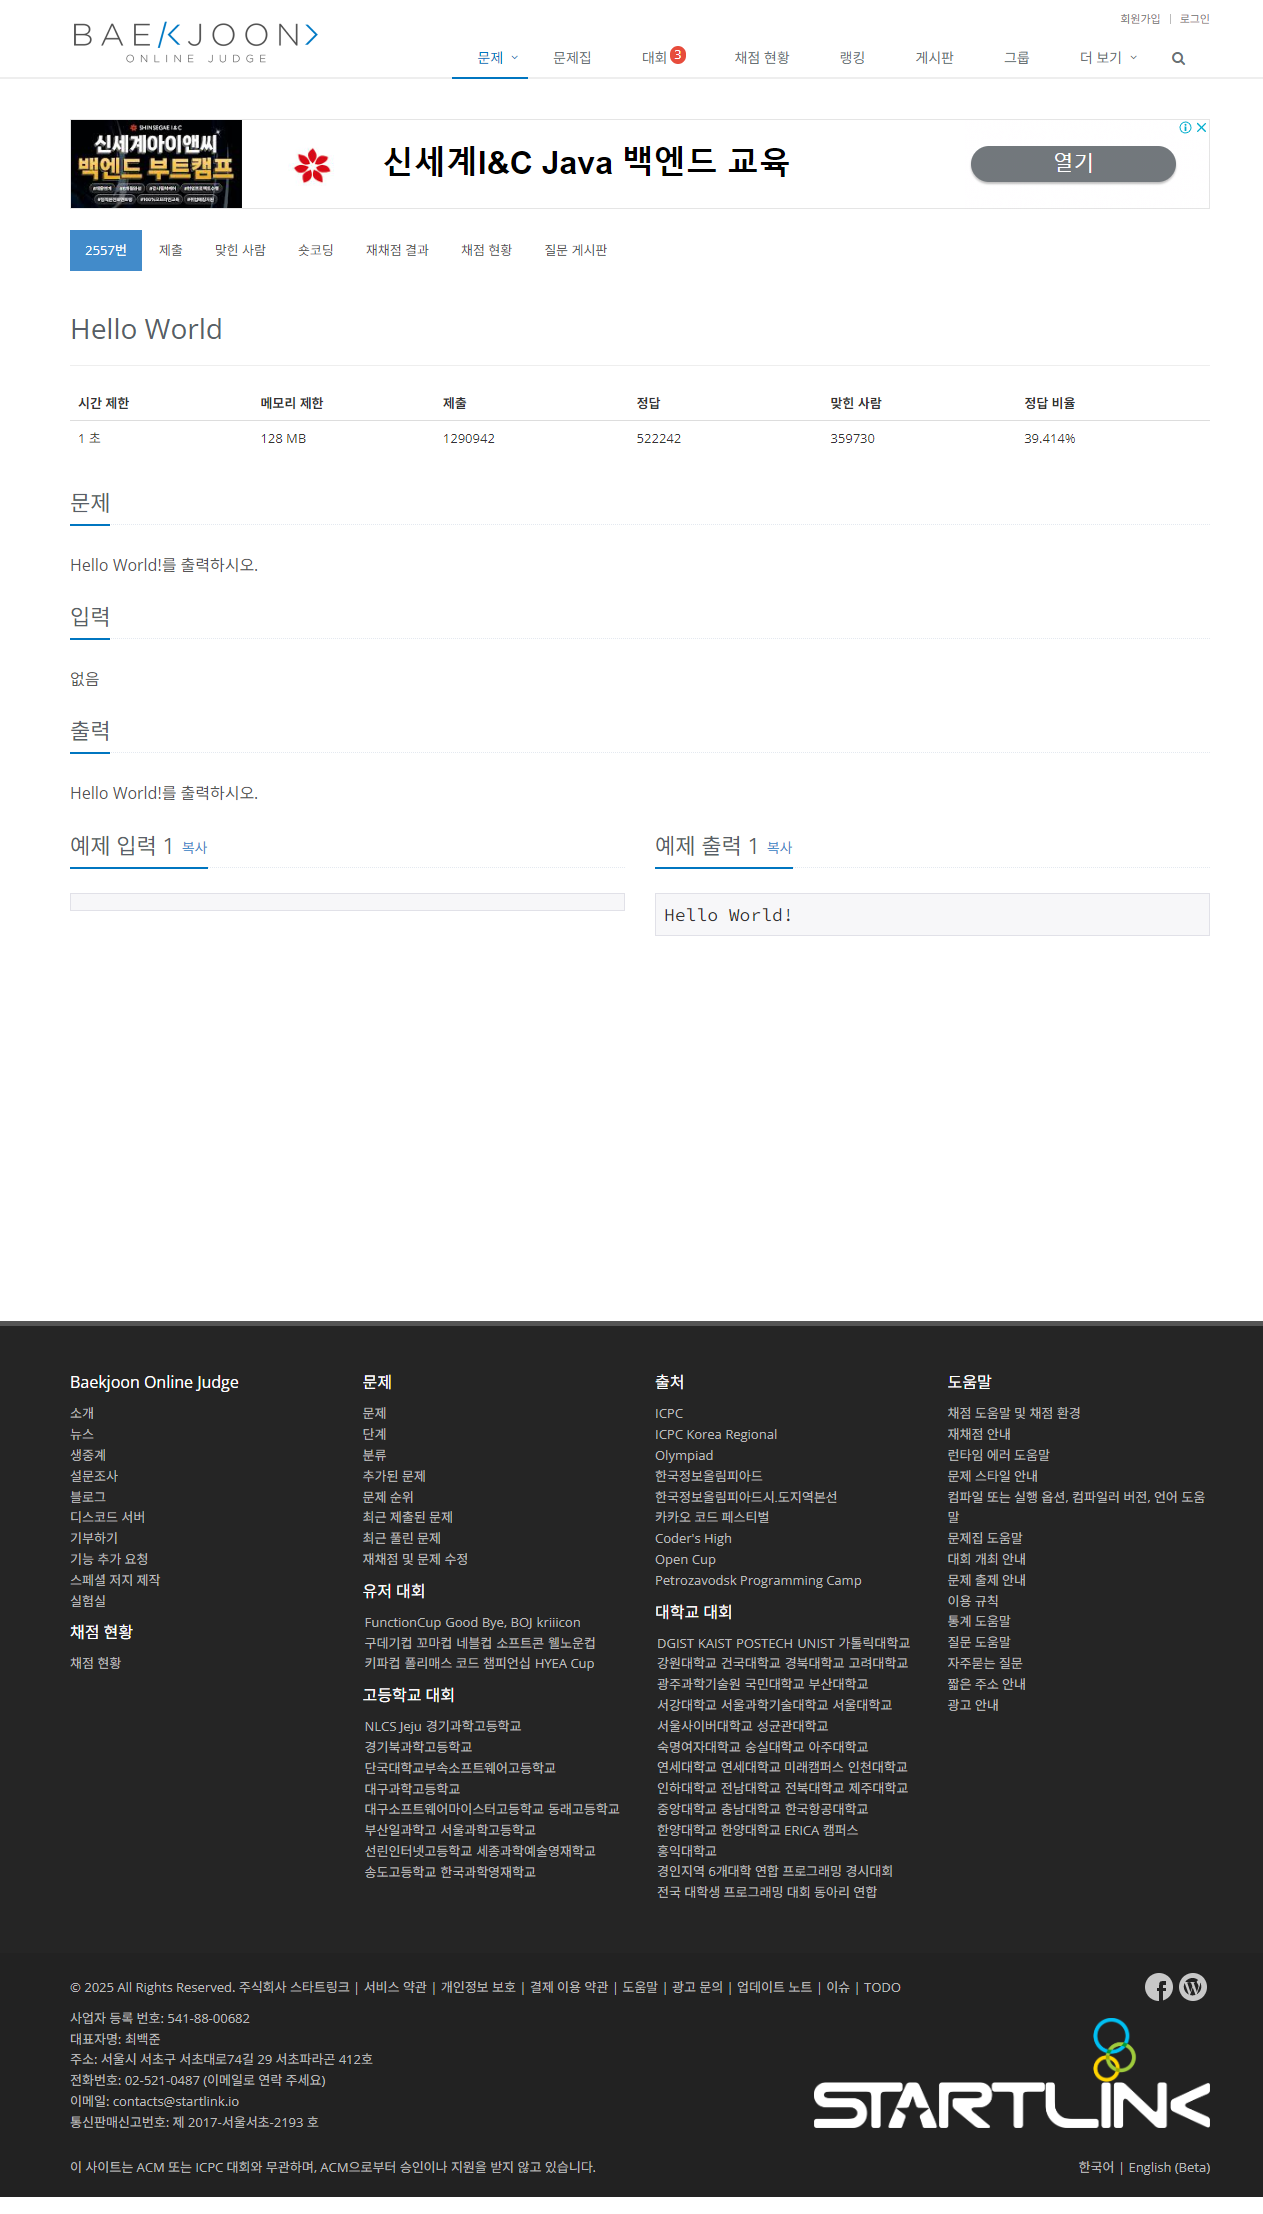 회원가입 | 로그인
BAEKJOON>
ONLINE JUDGE
문제 문제집 대회 3 채점 현황 랭킹 게시판 그룹 더 보기
SHINSEGAE I&C
신세계아이앤씨
백엔드 부트캠프
신세계I&C Java 백엔드 교육
열기
2557번 제출 맞힌 사람 숏코딩 재채점 결과 채점 현황 질문 게시판
Hello World
시간 제한 메모리 제한 제출 정답 맞힌 사람 정답 비율
1 초 128 MB 1290942 522242 359730 39.414%
문제
Hello World!를 출력하시오.
입력
없음
출력
Hello World!를 출력하시오.
예제 입력 1 복사
예제 출력 1 복사
Hello World!
Baekjoon Online Judge
소개
뉴스
생중계
설문조사
블로그
디스코드 서버
기부하기
기능 추가 요청
스페셜 저지 제작
실험실
채점 현황
채점 현황
문제
문제
단계
분류
추가된 문제
문제 순위
최근 제출된 문제
최근 풀린 문제
재채점 및 문제 수정
유저 대회
FunctionCup Good Bye, BOJ kriiicon
구데기컵 꼬마컵 네블컵 소프트콘 웰노운컵
키파컵 폴리매스 코드 챔피언십 HYEA Cup
고등학교 대회
NLCS Jeju 경기과학고등학교
경기북과학고등학교
단국대학교부속소프트웨어고등학교
대구과학고등학교
대구소프트웨어마이스터고등학교 동래고등학교
부산일과학고 서울과학고등학교
선린인터넷고등학교 세종과학예술영재학교
송도고등학교 한국과학영재학교
출처
ICPC
ICPC Korea Regional
Olympiad
한국정보올림피아드
한국정보올림피아드시.도지역본선
카카오 코드 페스티벌
Coder's High
Open Cup
Petrozavodsk Programming Camp
대학교 대회
DGIST KAIST POSTECH UNIST 가톨릭대학교
강원대학교 건국대학교 경북대학교 고려대학교
광주과학기술원 국민대학교 부산대학교
서강대학교 서울과학기술대학교 서울대학교
서울사이버대학교 성균관대학교
숙명여자대학교 숭실대학교 아주대학교
연세대학교 연세대학교 미래캠퍼스 인천대학교
인하대학교 전남대학교 전북대학교 제주대학교
중앙대학교 충남대학교 한국항공대학교
한양대학교 한양대학교 ERICA 캠퍼스
홍익대학교
경인지역 6개대학 연합 프로그래밍 경시대회
전국 대학생 프로그래밍 대회 동아리 연합
도움말
채점 도움말 및 채점 환경
재채점 안내
런타임 에러 도움말
문제 스타일 안내
컴파일 또는 실행 옵션, 컴파일러 버전, 언어 도움
말
문제집 도움말
대회 개최 안내
문제 출제 안내
이용 규칙
통계 도움말
질문 도움말
자주묻는 질문
짧은 주소 안내
광고 안내
© 2025 All Rights Reserved. 주식회사 스타트링크 | 서비스 약관 | 개인정보 보호 | 결제 이용 약관 | 도움말 | 광고 문의 | 업데이트 노트 | 이슈 | TODO
사업자 등록 번호: 541-88-00682
대표자명: 최백준
주소: 서울시 서초구 서초대로74길 29 서초파라곤 412호
전화번호: 02-521-0487 (이메일로 연락 주세요)
이메일: contacts@startlink.io
통신판매신고번호: 제 2017-서울서초-2193 호
STARTLINK
이 사이트는 ACM 또는 ICPC 대회와 무관하며, ACM으로부터 승인이나 지원을 받지 않고 있습니다.
한국어 | English (Beta)